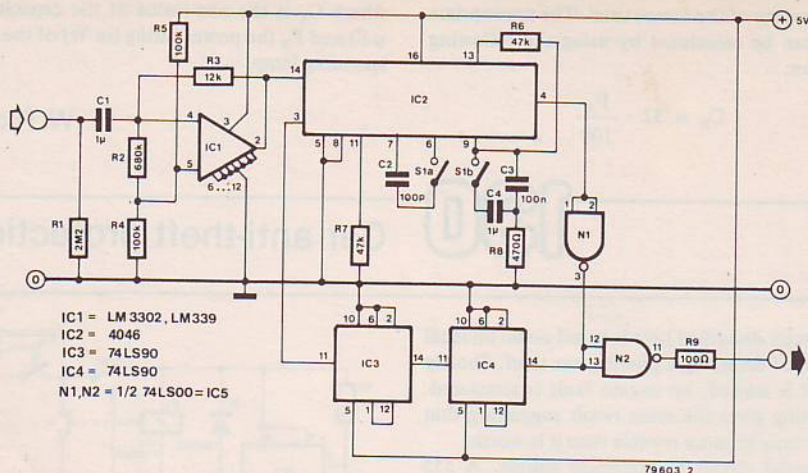 R5
100k
R3
12k
C1
1µ
R2
680k
R1
2M2
R4
100k
4
5
3
2
IC1
6....12
14
3
16
13
R6
47k
IC2
4
5
8
11
7
6
9
C2
100p
S1a
S1b
C3
100n
C4
1µ
R7
47k
R8
470Ω
1
2
N1
3
5V
+
0
0
IC1 = LM3302, LM339
IC2 = 4046
IC3 = 74LS90
IC4 = 74LS90
N1,N2 = 1/2 74LS00 = IC5
10
6
2
11
IC3
14
5
1
12
10
6
2
11
IC4
14
5
1
12
12
13
N2
11
R9
100Ω
79603 2